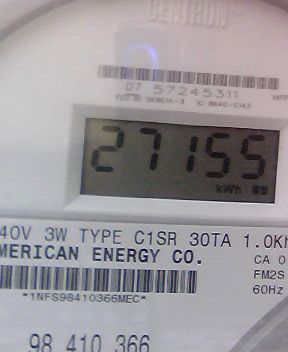 CENTRON
07 57245311
27155
kWh
40V 3W TYPE C1SR 30TA 1.0Kh
MERICAN ENERGY CO.
CA 0
FM2S
60Hz
*1NFS98410366MEC*
98 410 366